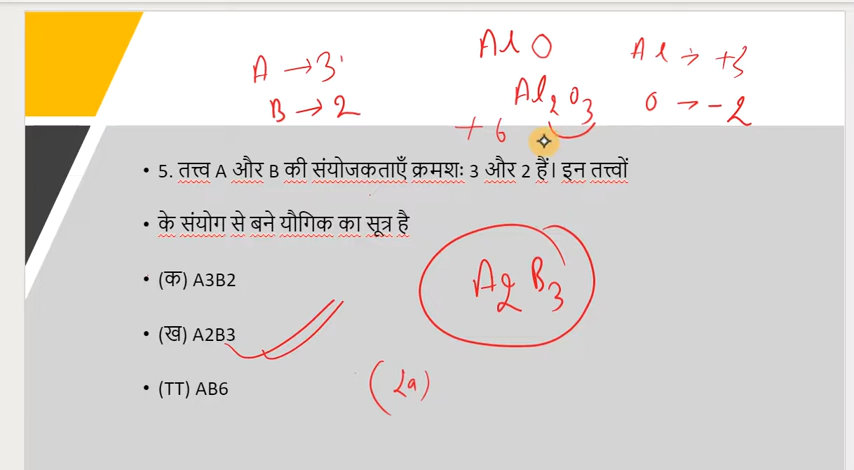 Al O
Al → +3
A → 3
B → 2
Al2O3
O → -2
+6
• 5. तत्त्व A और B की संयोजकताएँ क्रमशः 3 और 2 हैं। इन तत्त्वों
• के संयोग से बने यौगिक का सूत्र है
• (क) A3B2
A2B3
• (ख) A2B3
• (TT) AB6